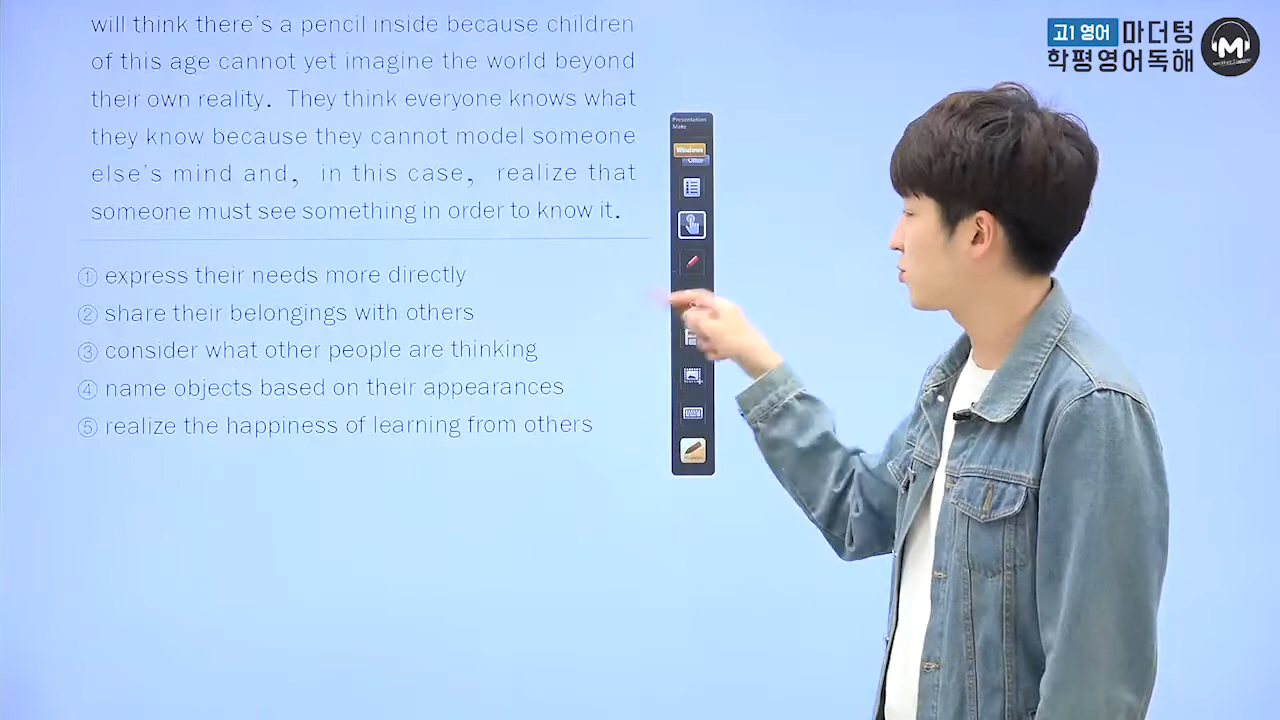 will think there's a pencil inside because children
of this age cannot yet imagine the world beyond
their own reality. They think everyone knows what
they know because they cannot model someone
else's mind and, in this case, realize that
someone must see something in order to know it.
① express their needs more directly
② share their belongings with others
③ consider what other people are thinking
④ name objects based on their appearances
⑤ realize the happiness of learning from others
Presentation
Mate
Windows
Office
고1 영어 마더텅
학평영어독해
M